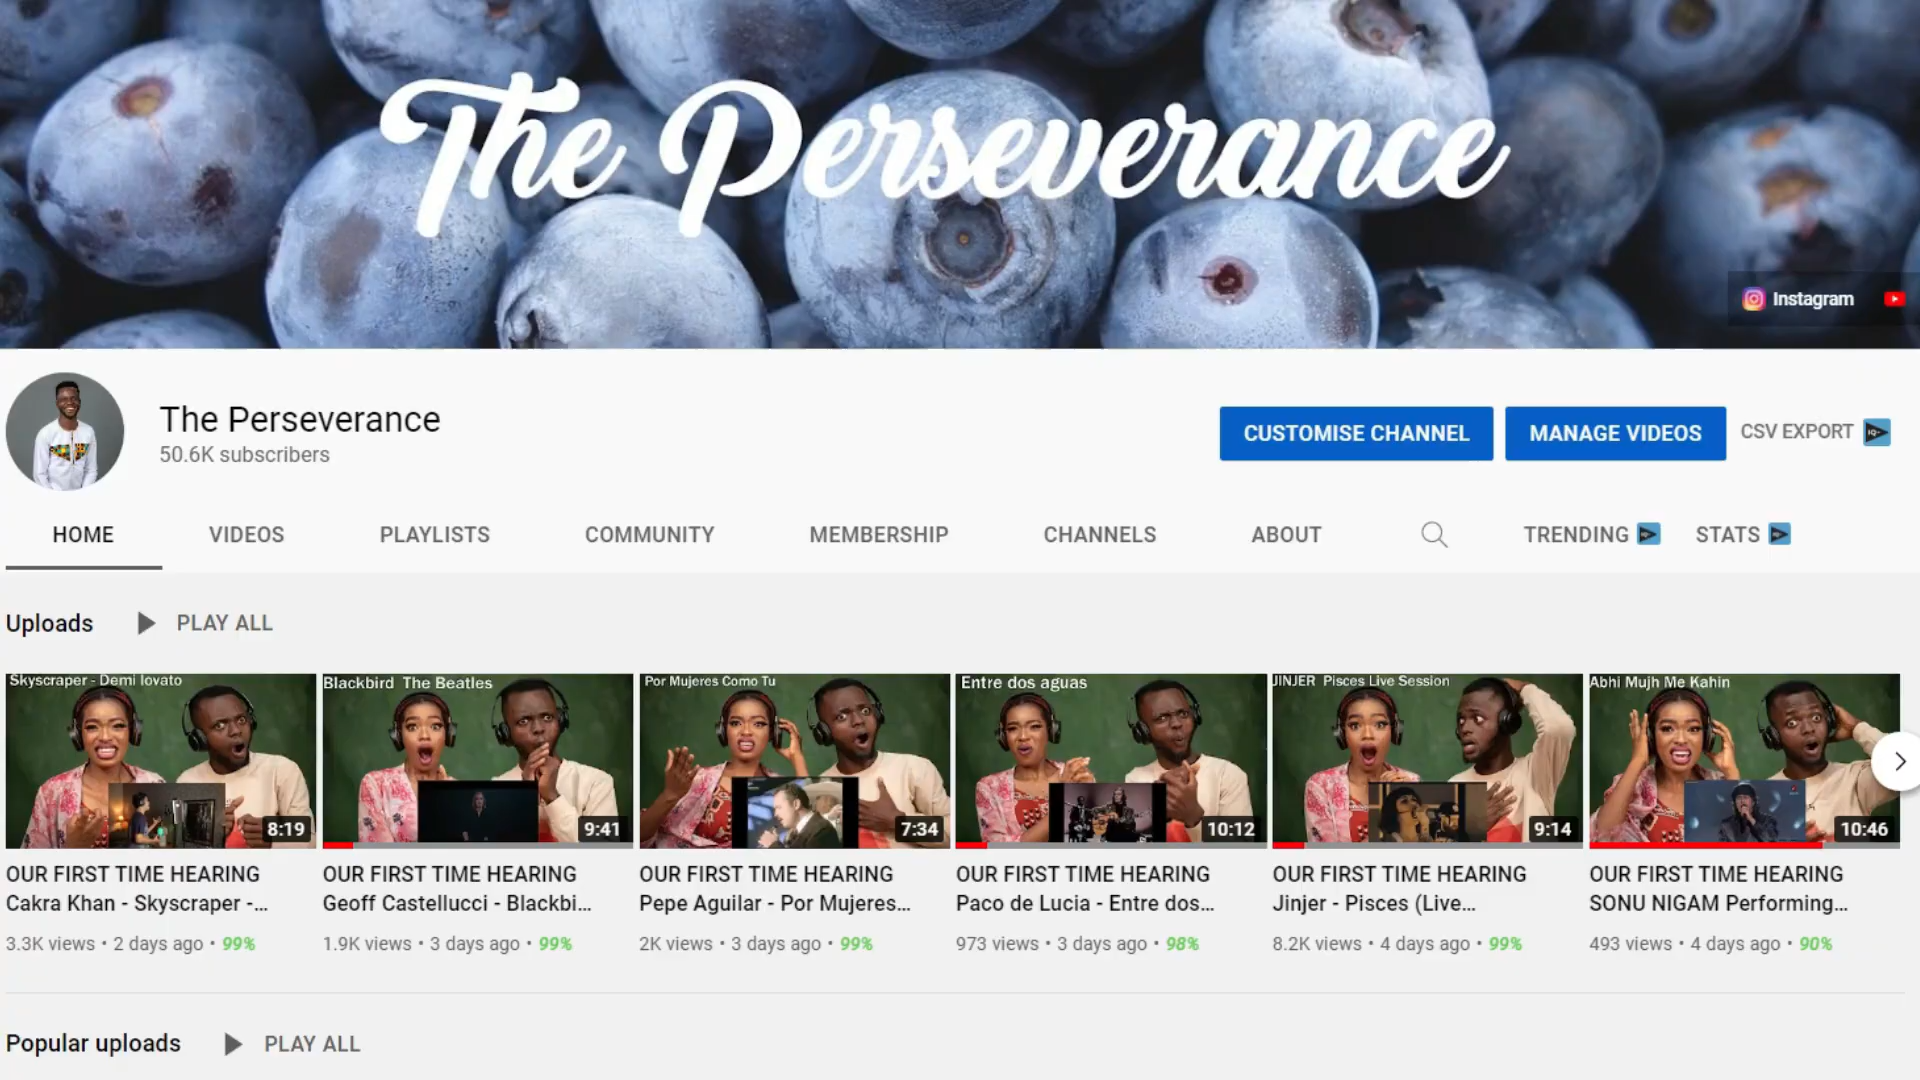 The Perseverance
Instagram
The Perseverance
50.6K subscribers
CUSTOMISE CHANNEL
MANAGE VIDEOS
CSV EXPORT
HOME
VIDEOS
PLAYLISTS
COMMUNITY
MEMBERSHIP
CHANNELS
ABOUT
TRENDING
STATS
Uploads
PLAY ALL
Skyscraper - Demi lovato
8:19
OUR FIRST TIME HEARING
Cakra Khan - Skyscraper -...
3.3K views • 2 days ago • 99%
Blackbird The Beatles
9:41
OUR FIRST TIME HEARING
Geoff Castellucci - Blackbi...
1.9K views • 3 days ago • 99%
Por Mujeres Como Tu
7:34
OUR FIRST TIME HEARING
Pepe Aguilar - Por Mujeres...
2K views • 3 days ago • 99%
Entre dos aguas
10:12
OUR FIRST TIME HEARING
Paco de Lucia - Entre dos...
973 views • 3 days ago • 98%
JINJER Pisces Live Session
9:14
OUR FIRST TIME HEARING
Jinjer - Pisces (Live...
8.2K views • 4 days ago • 99%
Abhi Mujh Me Kahin
10:46
OUR FIRST TIME HEARING
SONU NIGAM Performing...
493 views • 4 days ago • 90%
Popular uploads
PLAY ALL